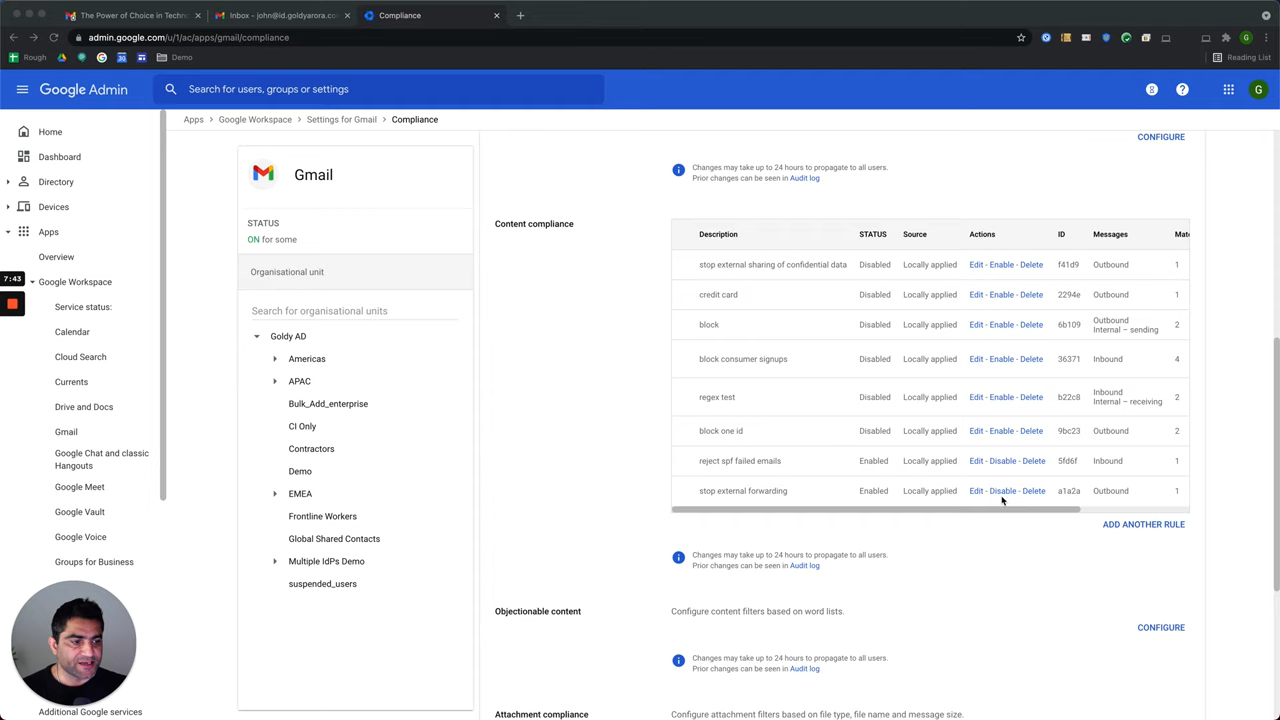 The Power of Choice in Techn
Inbox - john@id.goldyarora.co
Compliance
admin.google.com/u/1/ac/apps/gmail/compliance
G
Rough
Demo
Reading List
Google Admin
Search for users, groups or settings
G
Home
Dashboard
Directory
Devices
Apps
Overview
7:43
Google Workspace
Service status:
Calendar
Cloud Search
Currents
Drive and Docs
Gmail
Google Chat and classic
Hangouts
Google Meet
Google Vault
Google Voice
Groups for Business
Additional Google services
Apps > Google Workspace > Settings for Gmail > Compliance
Gmail
STATUS
ON for some
Organisational unit
Search for organisational units
Goldy AD
Americas
APAC
Bulk_Add_enterprise
CI Only
Contractors
Demo
EMEA
Frontline Workers
Global Shared Contacts
Multiple IdPs Demo
suspended_users
CONFIGURE
Changes may take up to 24 hours to propagate to all users.
Prior changes can be seen in Audit log
Content compliance
Description STATUS Source Actions ID Messages Mat
stop external sharing of confidential data Disabled Locally applied Edit - Enable - Delete f41d9 Outbound 1
credit card Disabled Locally applied Edit - Enable - Delete 2294e Outbound 1
block Disabled Locally applied Edit - Enable - Delete 6b109 Outbound
Internal – sending 2
block consumer signups Disabled Locally applied Edit - Enable - Delete 36371 Inbound 4
regex test Disabled Locally applied Edit - Enable - Delete b22c8 Inbound
Internal – receiving 2
block one id Disabled Locally applied Edit - Enable - Delete 9bc23 Outbound 2
reject spf failed emails Enabled Locally applied Edit - Disable - Delete 5fd6f Inbound 1
stop external forwarding Enabled Locally applied Edit - Disable - Delete a1a2a Outbound 1
ADD ANOTHER RULE
Changes may take up to 24 hours to propagate to all users.
Prior changes can be seen in Audit log
Objectionable content
Configure content filters based on word lists.
CONFIGURE
Changes may take up to 24 hours to propagate to all users.
Prior changes can be seen in Audit log
Attachment compliance
Configure attachment filters based on file type, file name and message size.